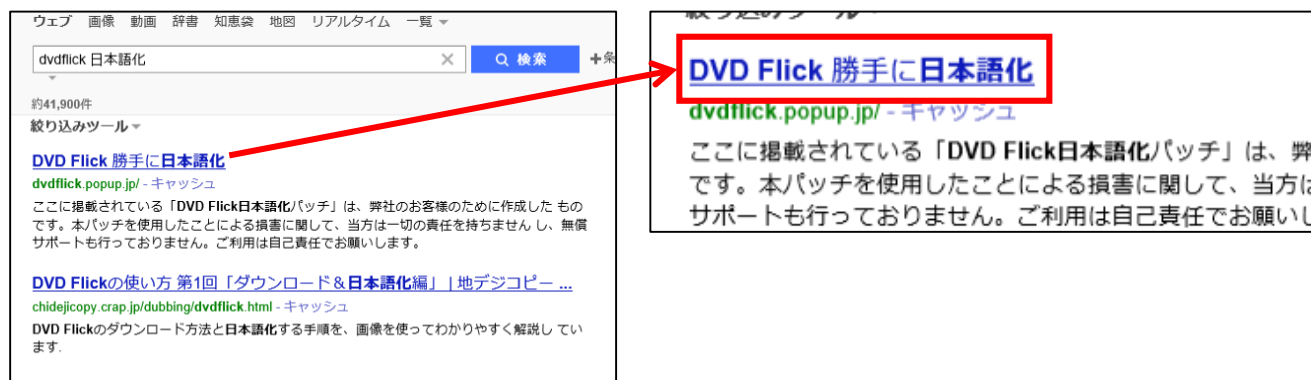 ウェブ 画像 動画 辞書 知恵袋 地図 リアルタイム 一覧
dvdflick 日本語化
検索
+条
約41,900件
絞り込みツール
DVD Flick 勝手に日本語化
dvdflick.popup.jp/ - キャッシュ
ここに掲載されている「DVD Flick日本語化パッチ」は、弊社のお客様のために作成した もの
です。本パッチを使用したことによる損害に関して、当方は一切の責任を持ちません し、無償
サポートも行っておりません。ご利用は自己責任でお願いします。
DVD Flickの使い方 第1回「ダウンロード＆日本語化編」 | 地デジコピー ...
chidejicopy.crap.jp/dubbing/dvdflick.html - キャッシュ
DVD Flickのダウンロード方法と日本語化する手順を、画像を使ってわかりやすく解説し てい
ます.
DVD Flick 勝手に日本語化
dvdflick.popup.jp/ - キャッシュ
ここに掲載されている「DVD Flick日本語化パッチ」は、弊
です。本パッチを使用したことによる損害に関して、当方は
サポートも行っておりません。ご利用は自己責任でお願いし